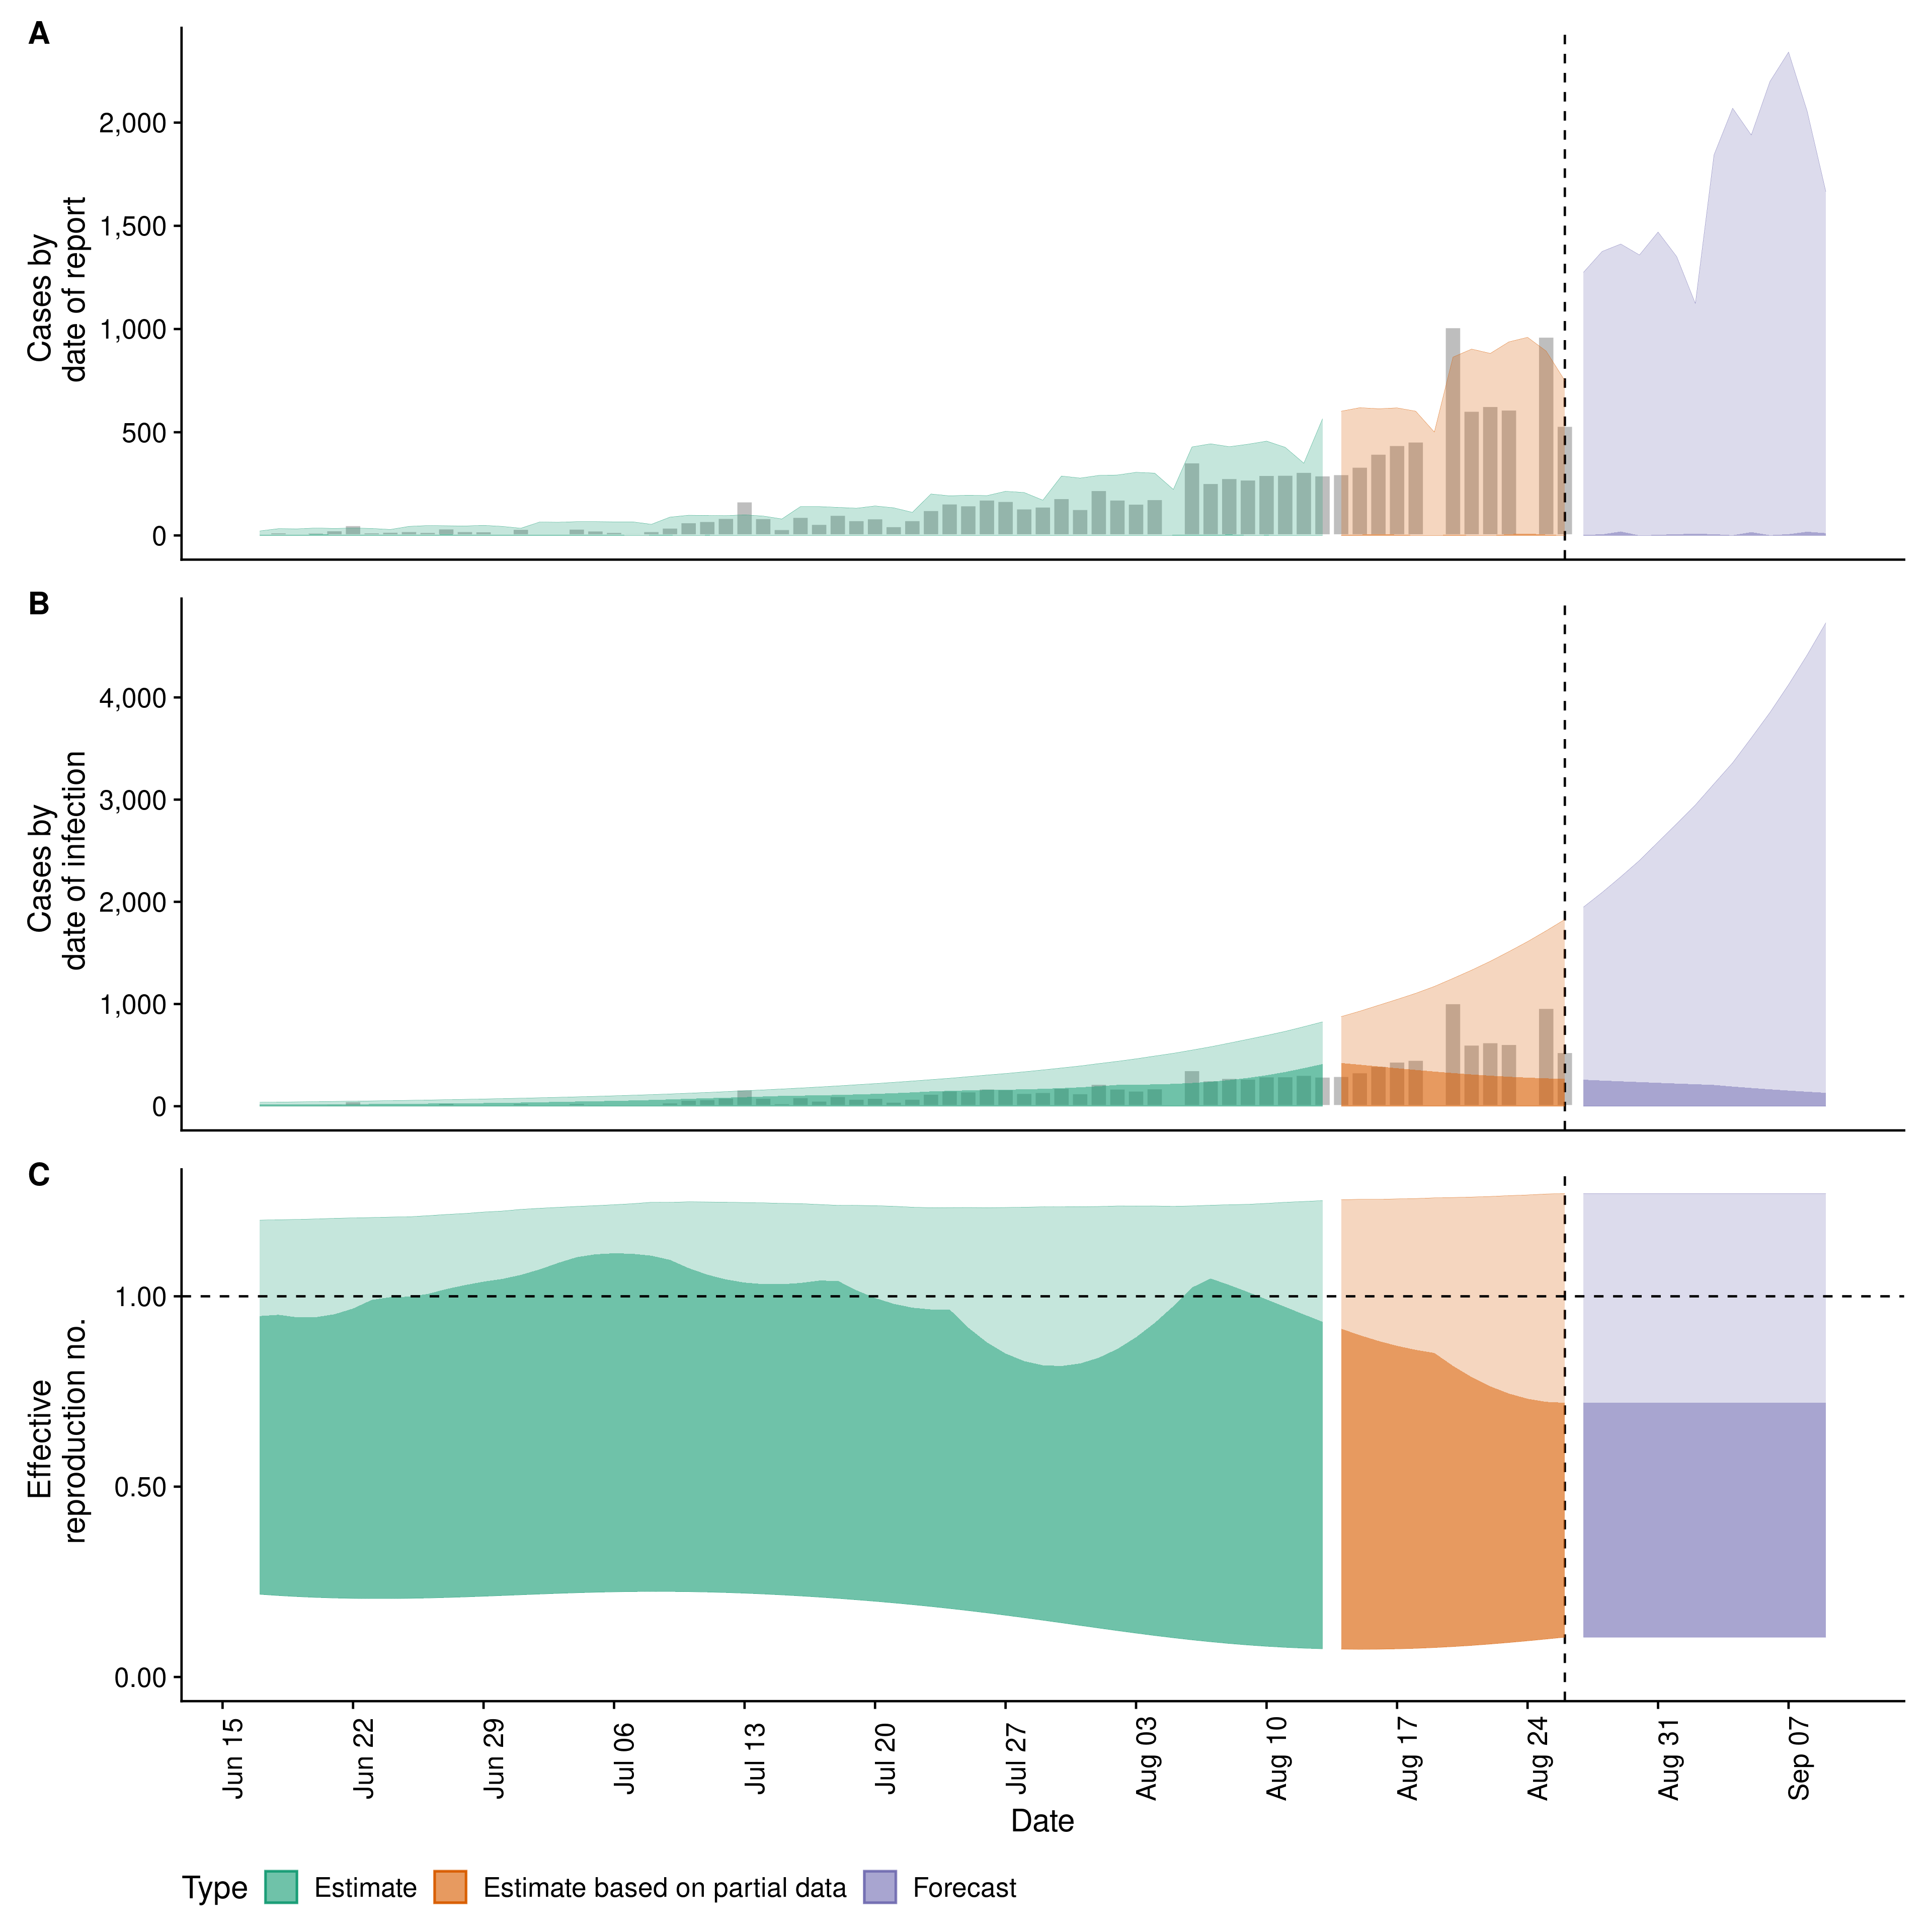 A
Cases by
date of report
2,000
1,500
1,000
500
0
B
Cases by
date of infection
4,000
3,000
2,000
1,000
0
C
Effective
reproduction no.
1.00
0.50
0.00
Jun 15
Jun 22
Jun 29
Jul 06
Jul 13
Jul 20
Jul 27
Aug 03
Aug 10
Aug 17
Aug 24
Aug 31
Sep 07
Date
Type
Estimate
Estimate based on partial data
Forecast